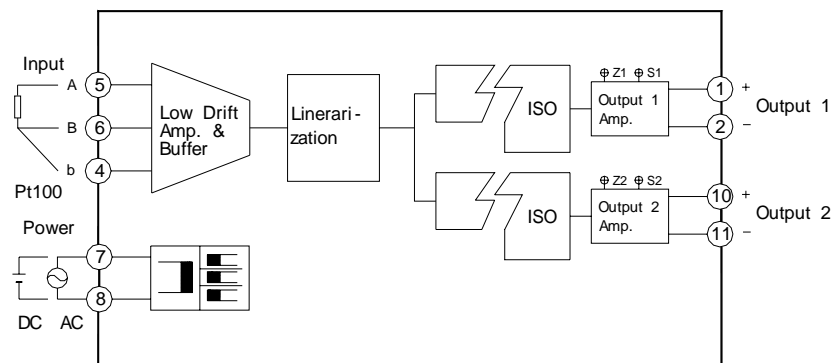 Input
A
5
B
6
b
4
Pt100
Low Drift
Amp. &
Buffer
Linerari-
zation
ISO
Z1
S1
Output 1
Amp.
1
+
2
−
Output 1
ISO
Z2
S2
Output 2
Amp.
10
+
11
−
Output 2
Power
7
8
DC
AC